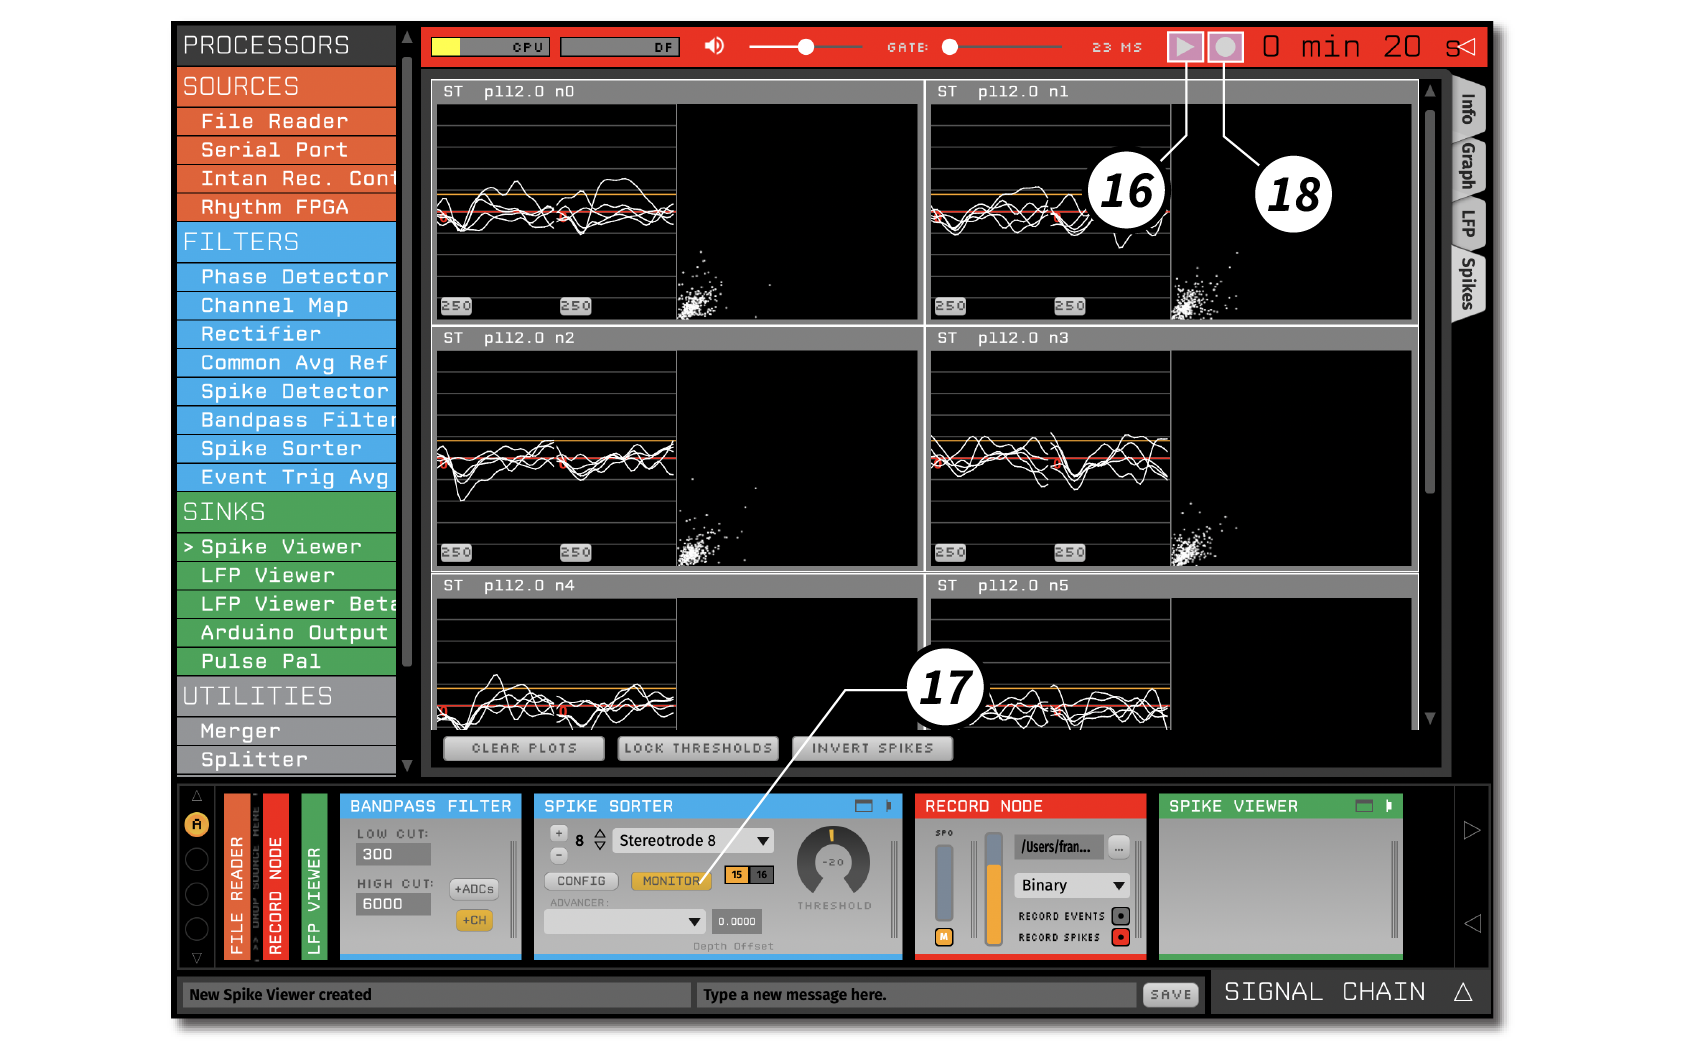 PROCESSORS
SOURCES
File Reader
Serial Port
Intan Rec. Cont
Rhythm FPGA
FILTERS
Phase Detector
Channel Map
Rectifier
Common Avg Ref
Spike Detector
Bandpass Filter
Spike Sorter
Event Trig Avg
SINKS
> Spike Viewer
LFP Viewer
LFP Viewer Beta
Arduino Output
Pulse Pal
UTILITIES
Merger
Splitter
CPU
DF
GATE:
23 MS
0 min 20 s
Info
Graph
LFP
Spikes
ST p112.0 n0
250 250
ST p112.0 n1
250 250
16
18
ST p112.0 n2
250 250
ST p112.0 n3
250 250
ST p112.0 n4
ST p112.0 n5
17
CLEAR PLOTS
LOCK THRESHOLDS
INVERT SPIKES
A
FILE READER
>> DROP SOURCE HERE
RECORD NODE
LFP VIEWER
BANDPASS FILTER
LOW CUT:
300
HIGH CUT:
6000
+ADCs
+CH
SPIKE SORTER
+
8
-
Stereotrode 8
CONFIG
MONITOR
15 16
ADVANCER:
0.0000
Depth Offset
-20
THRESHOLD
RECORD NODE
SP0
M
/Users/fran...
...
Binary
RECORD EVENTS
RECORD SPIKES
SPIKE VIEWER
New Spike Viewer created
Type a new message here.
SAVE
SIGNAL CHAIN